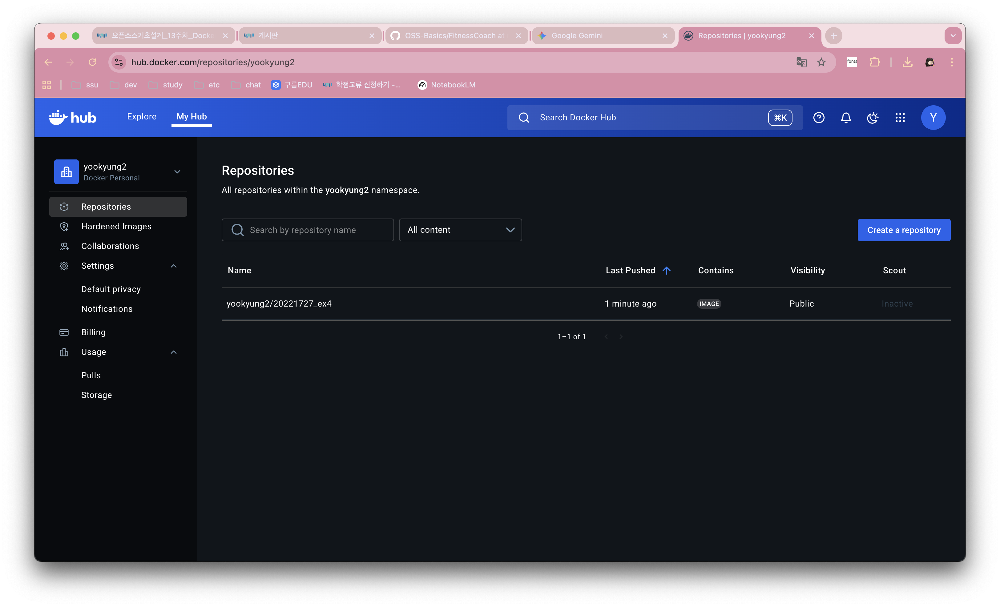 오픈소스기초설계_13주차_Docke
게시판
OSS-Basics/FitnessCoach at
Google Gemini
Repositories | yookyung2
hub.docker.com/repositories/yookyung2
fonts
ssu
dev
study
etc
chat
구름EDU
학점교류 신청하기 -...
NotebookLM
hub
Explore
My Hub
Search Docker Hub
⌘K
Y
yookyung2
Docker Personal
Repositories
Hardened Images
Collaborations
Settings
Default privacy
Notifications
Billing
Usage
Pulls
Storage
Repositories
All repositories within the yookyung2 namespace.
Search by repository name
All content
Create a repository
Name Last Pushed Contains Visibility Scout
yookyung2/20221727_ex4 1 minute ago IMAGE Public Inactive
1–1 of 1